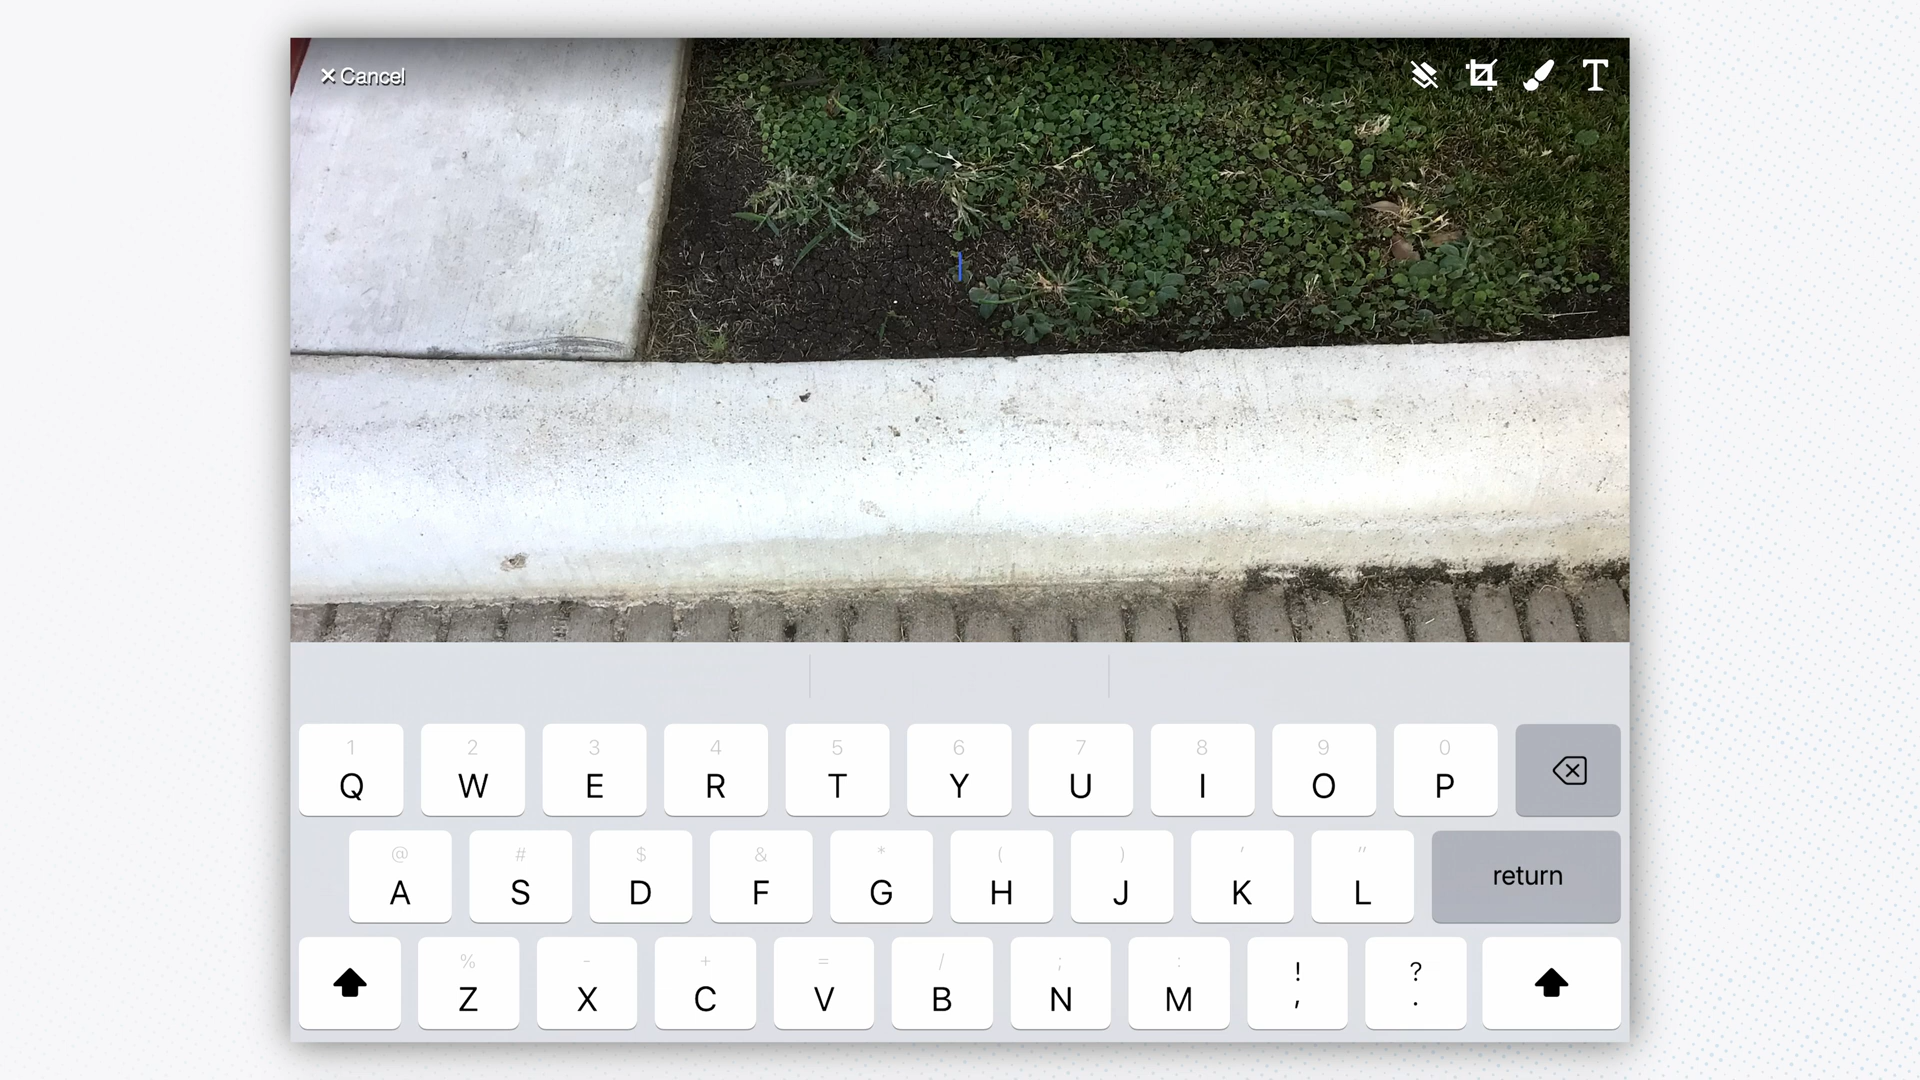 × Cancel
T
1 2 3 4 5 6 7 8 9 0
Q W E R T Y U I O P
@ # $ & * ( ) ' "
A S D F G H J K L return
% - + = / ; : ! ?
Z X C V B N M , .